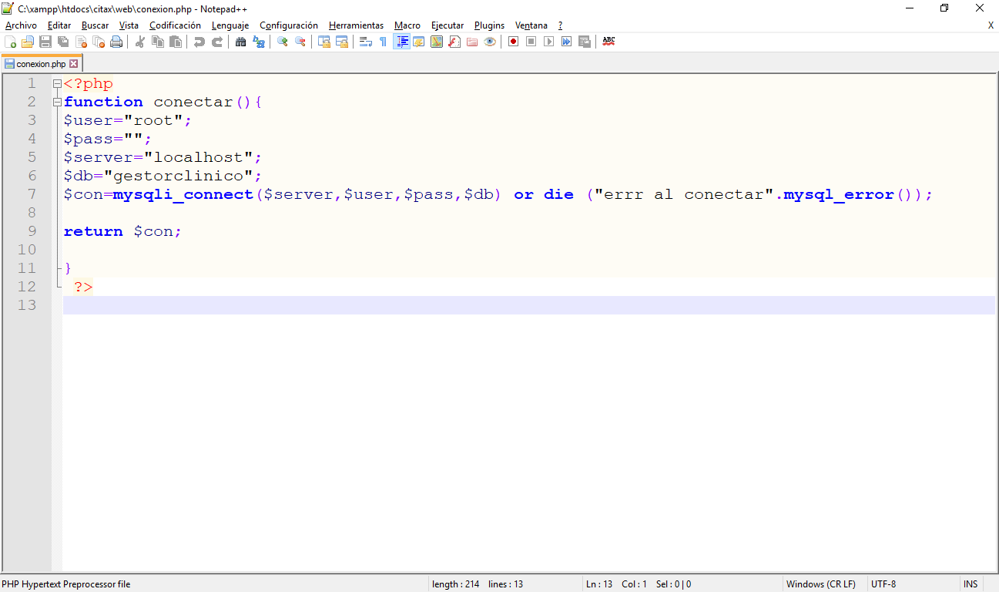 C:\xampp\htdocs\citax\web\conexion.php - Notepad++
Archivo Editar Buscar Vista Codificación Lenguaje Configuración Herramientas Macro Ejecutar Plugins Ventana ? X
ABC
conexion.php
1 <?php
2 function conectar(){
3 $user="root";
4 $pass="";
5 $server="localhost";
6 $db="gestorclinico";
7 $con=mysqli_connect($server,$user,$pass,$db) or die ("errr al conectar".mysql_error());
8
9 return $con;
10
11 }
12 ?>
13
PHP Hypertext Preprocessor file length : 214 lines : 13 Ln : 13 Col : 1 Sel : 0 | 0 Windows (CR LF) UTF-8 INS